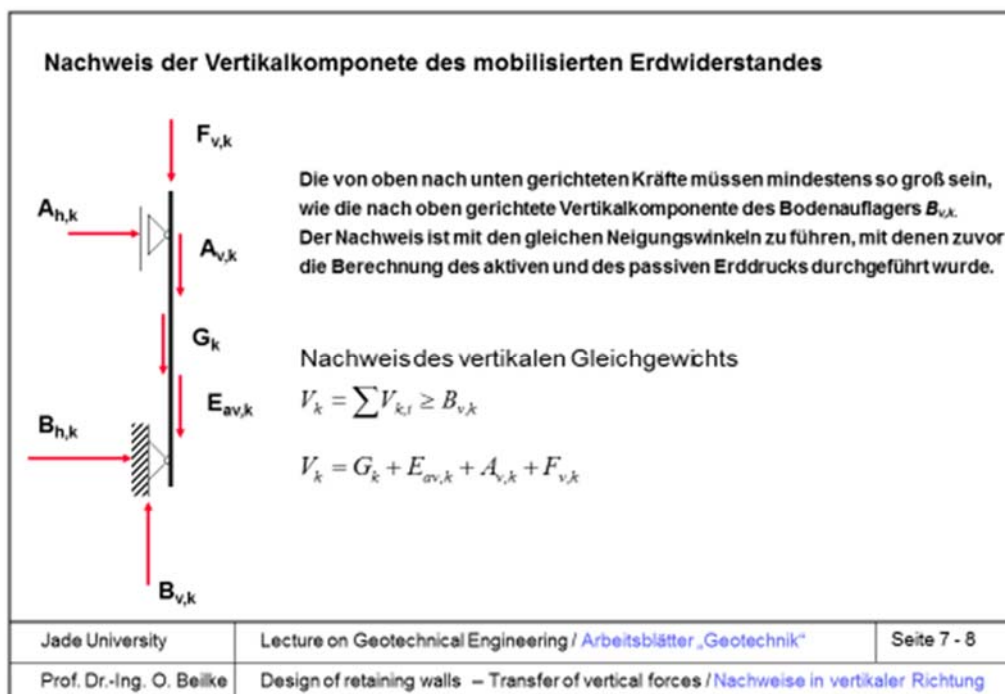 Nachweis der Vertikalkomponete des mobilisierten Erdwiderstandes
F_v,k
A_h,k
A_v,k
G_k
E_av,k
B_h,k
B_v,k
Die von oben nach unten gerichteten Kräfte müssen mindestens so groß sein,
wie die nach oben gerichtete Vertikalkomponente des Bodenauflagers B_v,k.
Der Nachweis ist mit den gleichen Neigungswinkeln zu führen, mit denen zuvor
die Berechnung des aktiven und des passiven Erddrucks durchgeführt wurde.
Nachweis des vertikalen Gleichgewichts
V_k = ∑V_k,i ≥ B_v,k
V_k = G_k + E_av,k + A_v,k + F_v,k
Jade University
Lecture on Geotechnical Engineering / Arbeitsblätter „Geotechnik“
Seite 7 - 8
Prof. Dr.-Ing. O. Beilke
Design of retaining walls – Transfer of vertical forces / Nachweise in vertikaler Richtung